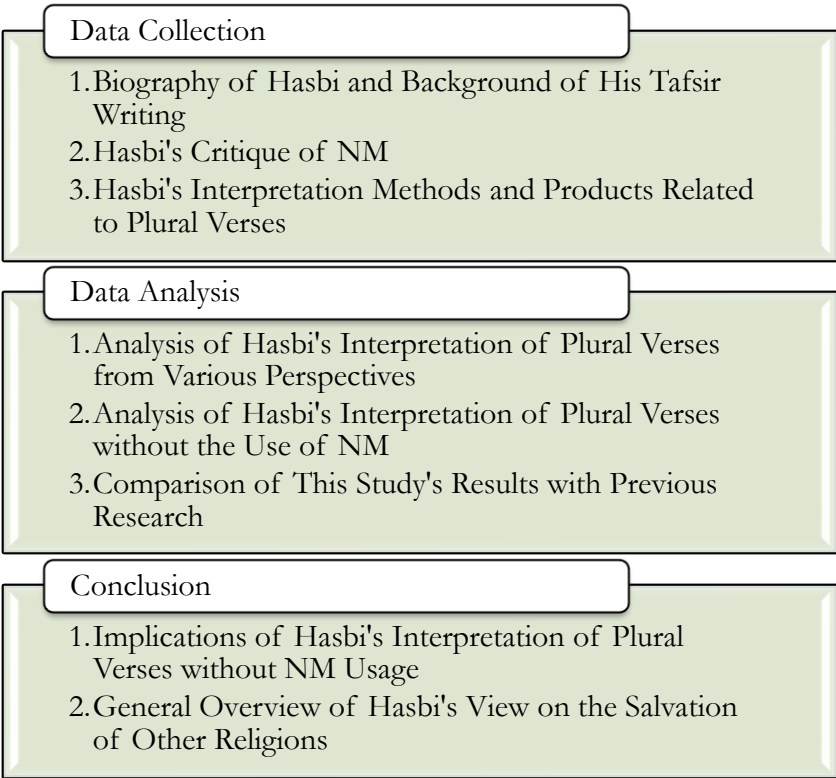 Data Collection
1.Biography of Hasbi and Background of His Tafsir
Writing
2.Hasbi's Critique of NM
3.Hasbi's Interpretation Methods and Products Related
to Plural Verses
Data Analysis
1.Analysis of Hasbi's Interpretation of Plural Verses
from Various Perspectives
2.Analysis of Hasbi's Interpretation of Plural Verses
without the Use of NM
3.Comparison of This Study's Results with Previous
Research
Conclusion
1.Implications of Hasbi's Interpretation of Plural
Verses without NM Usage
2.General Overview of Hasbi's View on the Salvation
of Other Religions